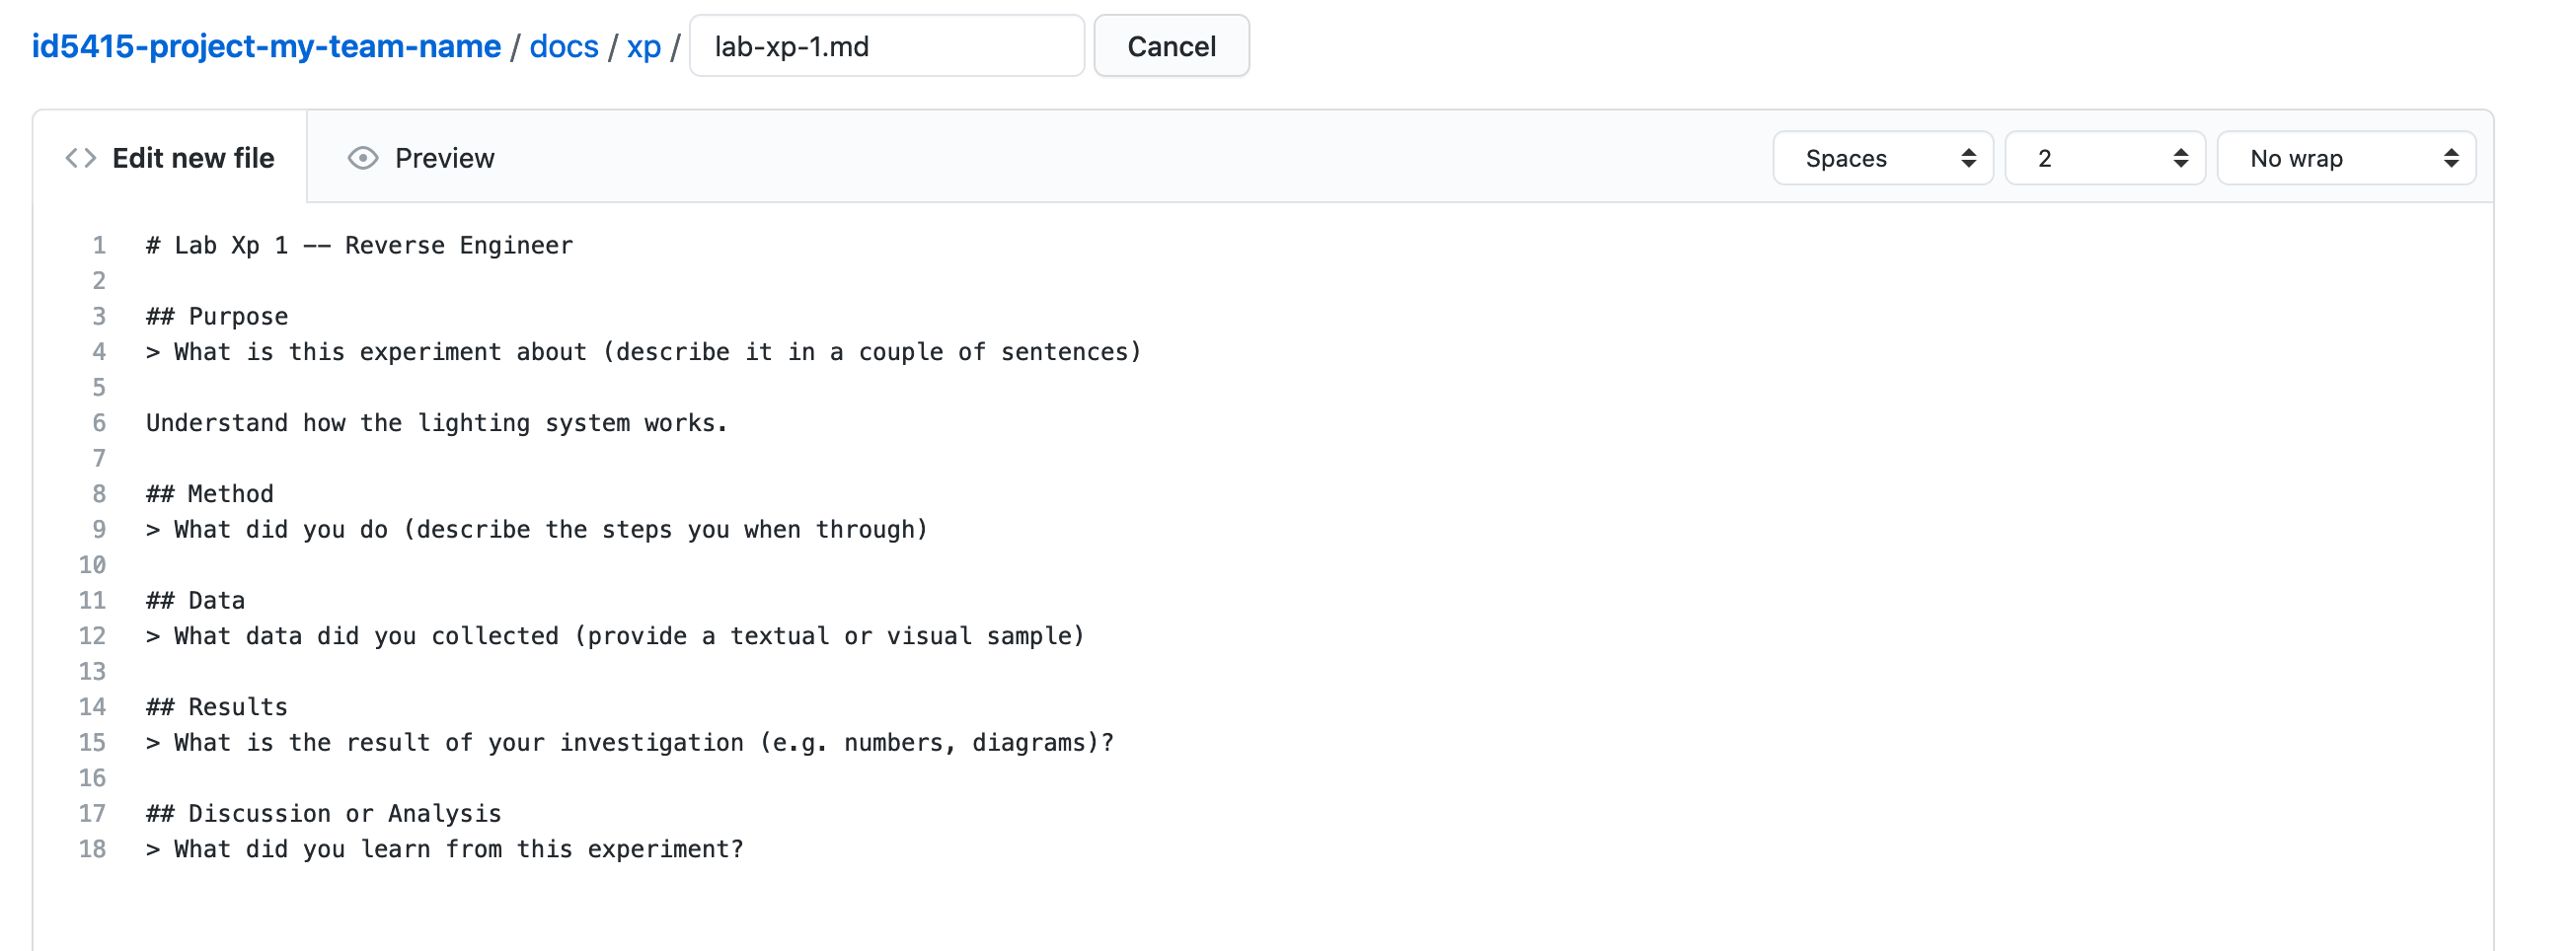 id5415-project-my-team-name / docs / xp / lab-xp-1.md Cancel
<> Edit new file Preview Spaces 2 No wrap
1 # Lab Xp 1 -- Reverse Engineer
2
3 ## Purpose
4 > What is this experiment about (describe it in a couple of sentences)
5
6 Understand how the lighting system works.
7
8 ## Method
9 > What did you do (describe the steps you when through)
10
11 ## Data
12 > What data did you collected (provide a textual or visual sample)
13
14 ## Results
15 > What is the result of your investigation (e.g. numbers, diagrams)?
16
17 ## Discussion or Analysis
18 > What did you learn from this experiment?